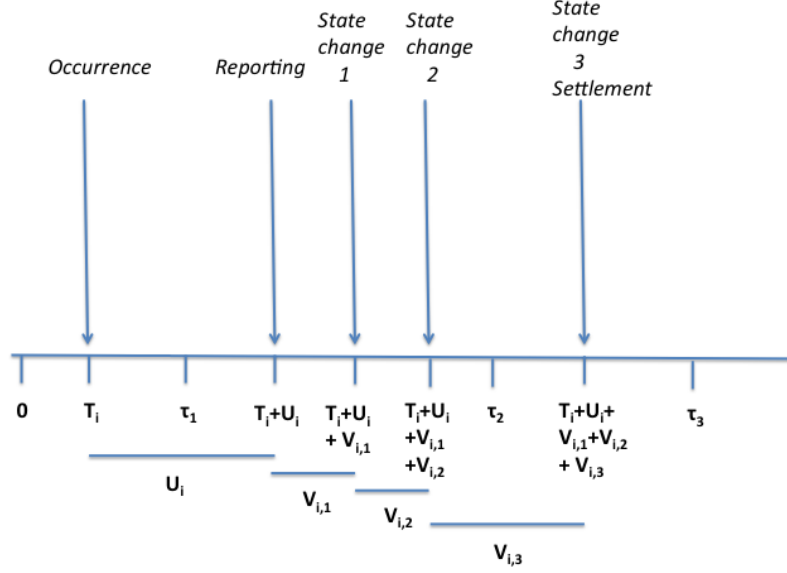 Occurrence
Reporting
State
change
1
State
change
2
State
change
3
Settlement
0
Tᵢ
τ₁
Tᵢ+Uᵢ
Tᵢ+Uᵢ
+ Vᵢ,₁
Tᵢ+Uᵢ
+Vᵢ,₁
+Vᵢ,₂
τ₂
Tᵢ+Uᵢ+
Vᵢ,₁+Vᵢ,₂
+ Vᵢ,₃
τ₃
Uᵢ
Vᵢ,₁
Vᵢ,₂
Vᵢ,₃